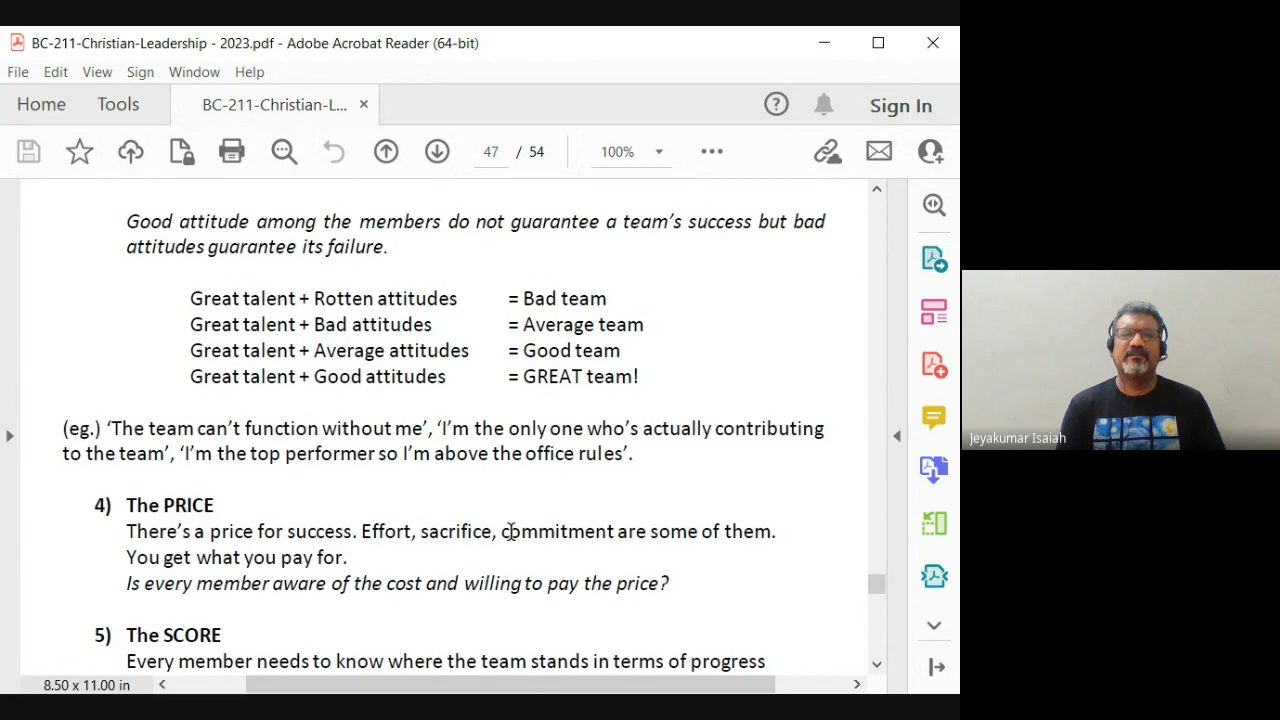 BC-211-Christian-Leadership - 2023.pdf - Adobe Acrobat Reader (64-bit)
File Edit View Sign Window Help
Home Tools BC-211-Christian-L... × Sign In
47 / 54 100%
Good attitude among the members do not guarantee a team's success but bad
attitudes guarantee its failure.
Great talent + Rotten attitudes = Bad team
Great talent + Bad attitudes = Average team
Great talent + Average attitudes = Good team
Great talent + Good attitudes = GREAT team!
(eg.) 'The team can't function without me', 'I'm the only one who's actually contributing
to the team', 'I'm the top performer so I'm above the office rules'.
4) The PRICE
There's a price for success. Effort, sacrifice, commitment are some of them.
You get what you pay for.
Is every member aware of the cost and willing to pay the price?
5) The SCORE
Every member needs to know where the team stands in terms of progress
8.50 x 11.00 in
Jeyakumar Isaiah